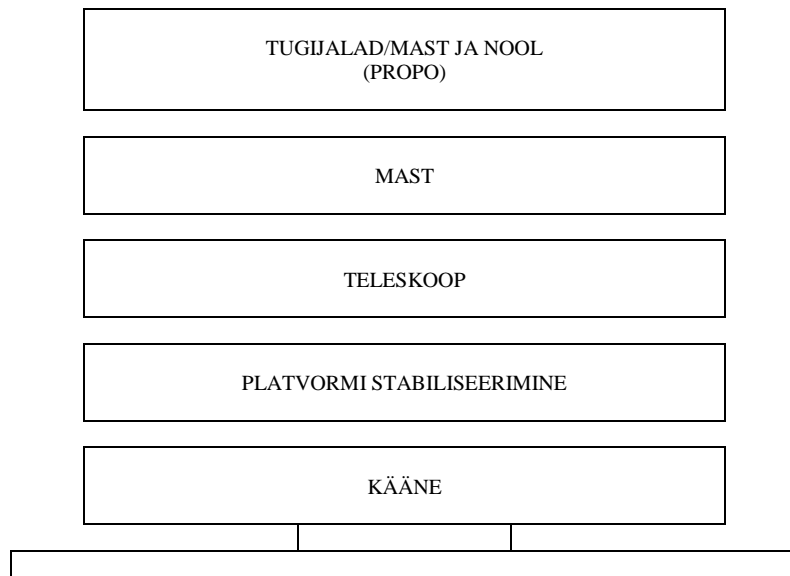 TUGIJALAD/MAST JA NOOL
(PROPO)
MAST
TELESKOOP
PLATVORMI STABILISEERIMINE
KÄÄNE